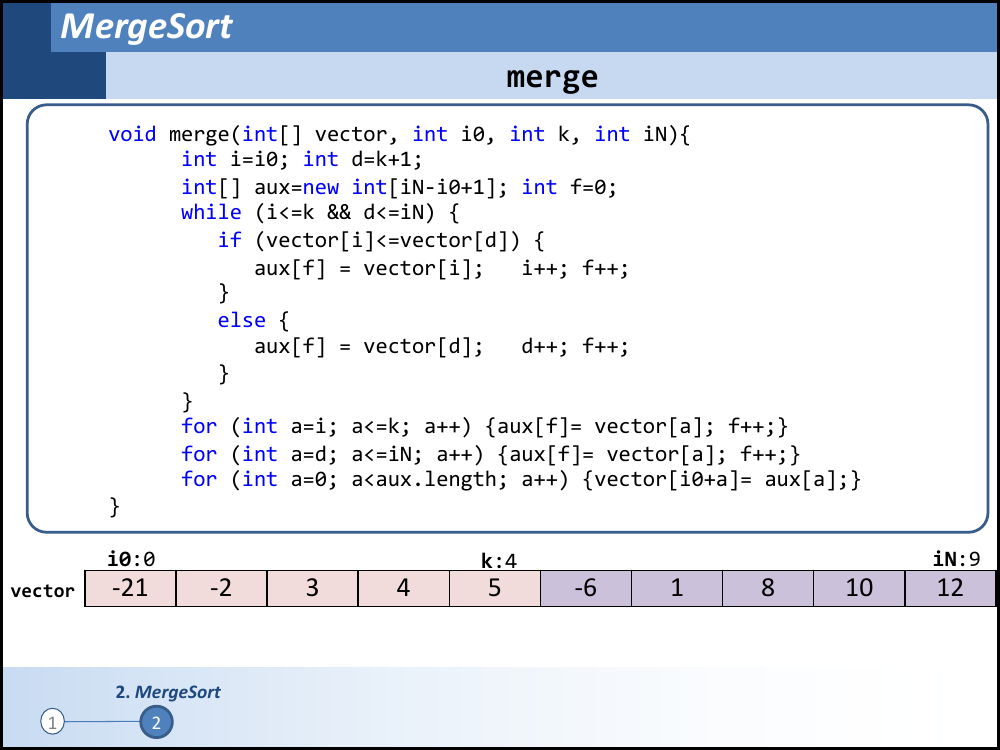 MergeSort
merge
void merge(int[] vector, int i0, int k, int iN){
int i=i0; int d=k+1;
int[] aux=new int[iN-i0+1]; int f=0;
while (i<=k && d<=iN) {
if (vector[i]<=vector[d]) {
aux[f] = vector[i]; i++; f++;
}
else {
aux[f] = vector[d]; d++; f++;
}
}
for (int a=i; a<=k; a++) {aux[f]= vector[a]; f++;}
for (int a=d; a<=iN; a++) {aux[f]= vector[a]; f++;}
for (int a=0; a<aux.length; a++) {vector[i0+a]= aux[a];}
}
i0:0 k:4 iN:9
vector -21 -2 3 4 5 -6 1 8 10 12
2. MergeSort
1 2